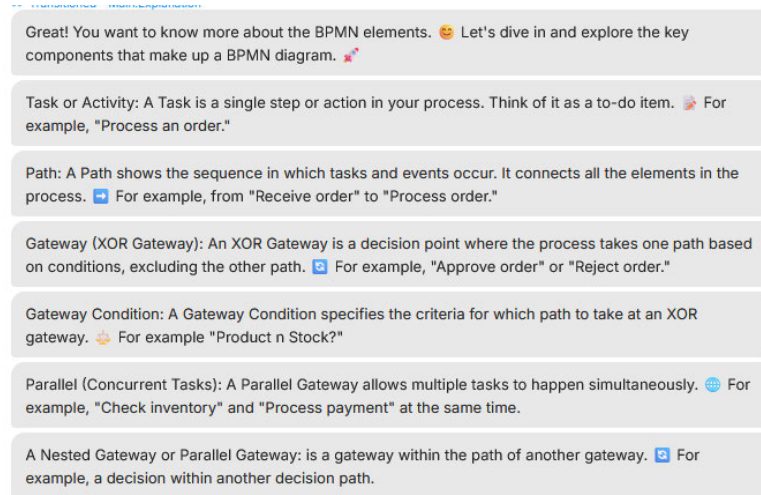 Great! You want to know more about the BPMN elements. 😊 Let's dive in and explore the key
components that make up a BPMN diagram. 🚀
Task or Activity: A Task is a single step or action in your process. Think of it as a to-do item. 📝 For
example, "Process an order."
Path: A Path shows the sequence in which tasks and events occur. It connects all the elements in the
process. ➡️ For example, from "Receive order" to "Process order."
Gateway (XOR Gateway): An XOR Gateway is a decision point where the process takes one path based
on conditions, excluding the other path. 🔄 For example, "Approve order" or "Reject order."
Gateway Condition: A Gateway Condition specifies the criteria for which path to take at an XOR
gateway. ⚖️ For example "Product n Stock?"
Parallel (Concurrent Tasks): A Parallel Gateway allows multiple tasks to happen simultaneously. 🌐 For
example, "Check inventory" and "Process payment" at the same time.
A Nested Gateway or Parallel Gateway: is a gateway within the path of another gateway. 🔄 For
example, a decision within another decision path.